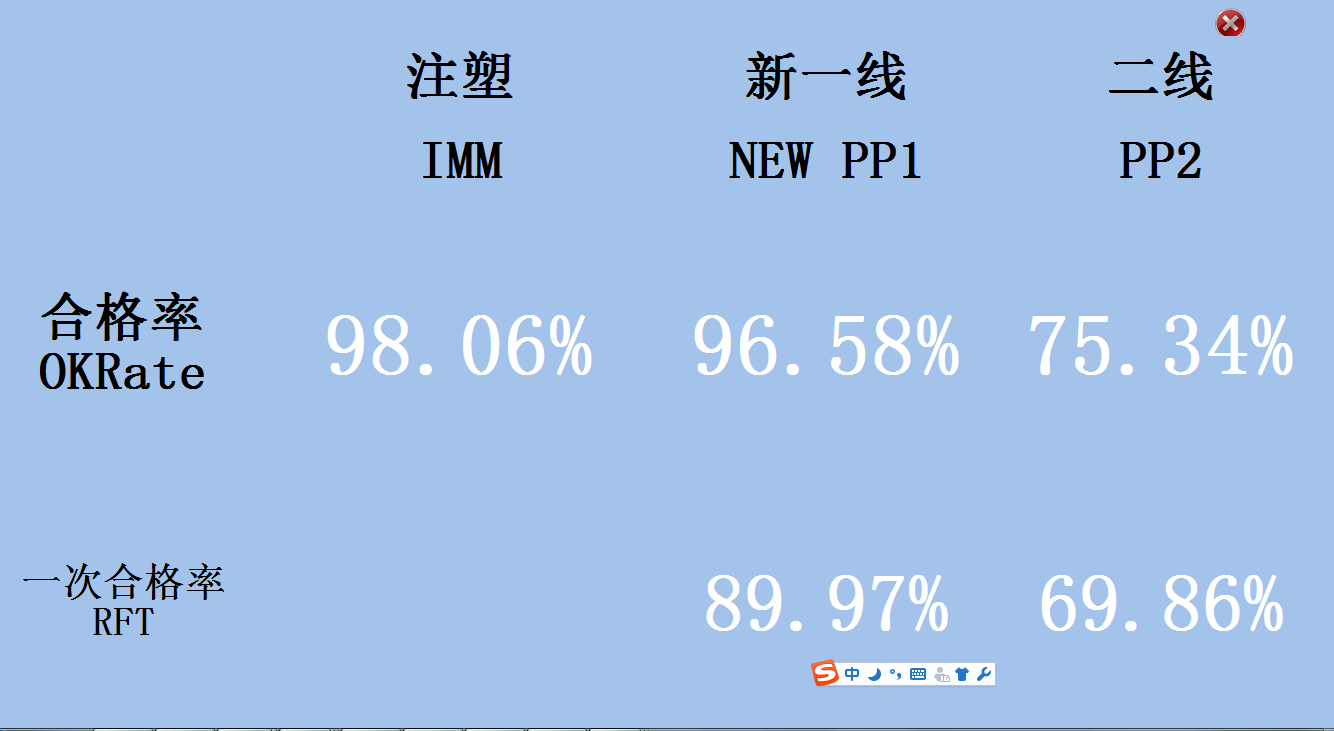 注塑 新一线 二线
IMM NEW PP1 PP2
合格率
OKRate
98.06% 96.58% 75.34%
一次合格率
RFT
89.97% 69.86%
S 中